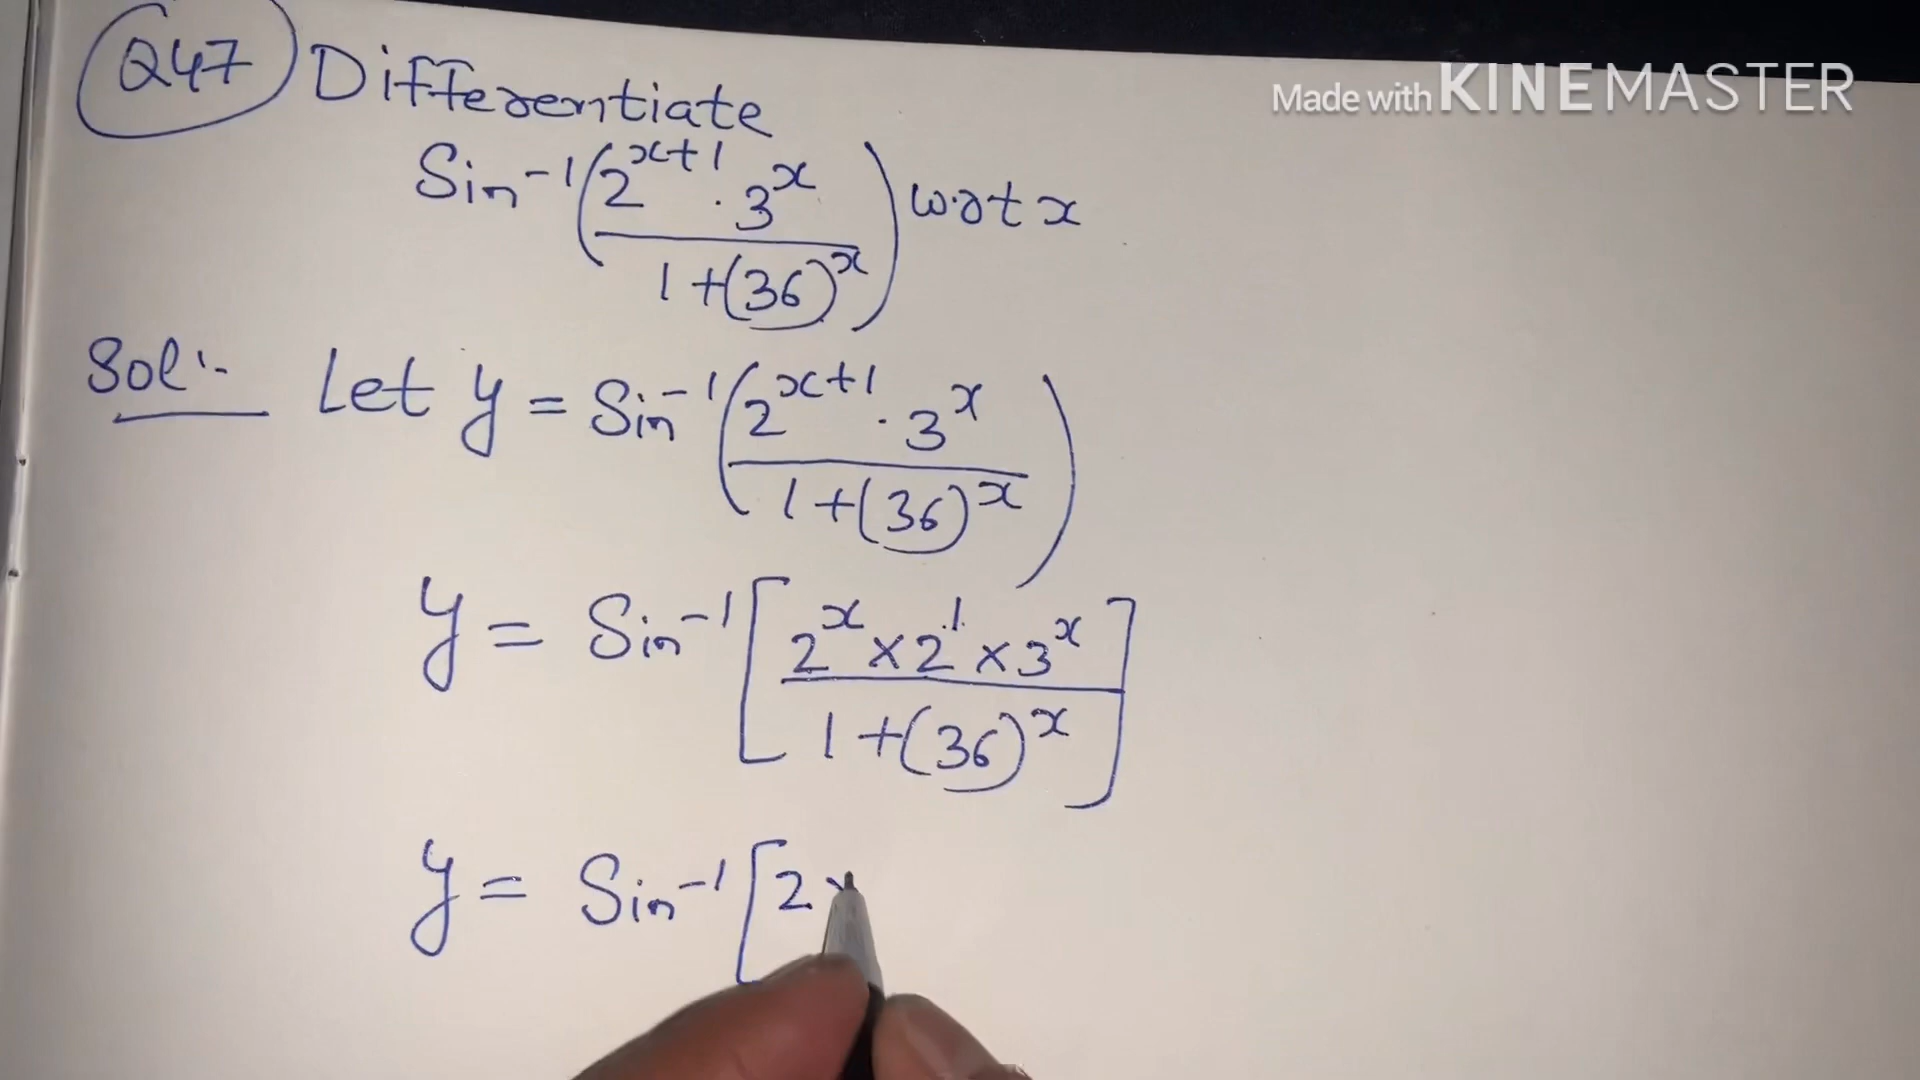 Q47 Differentiate
Made with KINEMASTER
Sin⁻¹(2^(x+1) · 3^x / 1+(36)^x) w.r.t x
Sol:- Let y = Sin⁻¹(2^(x+1) · 3^x / 1+(36)^x)
y = Sin⁻¹[2^x × 2^1 × 3^x / 1+(36)^x]
y = Sin⁻¹[2 ×